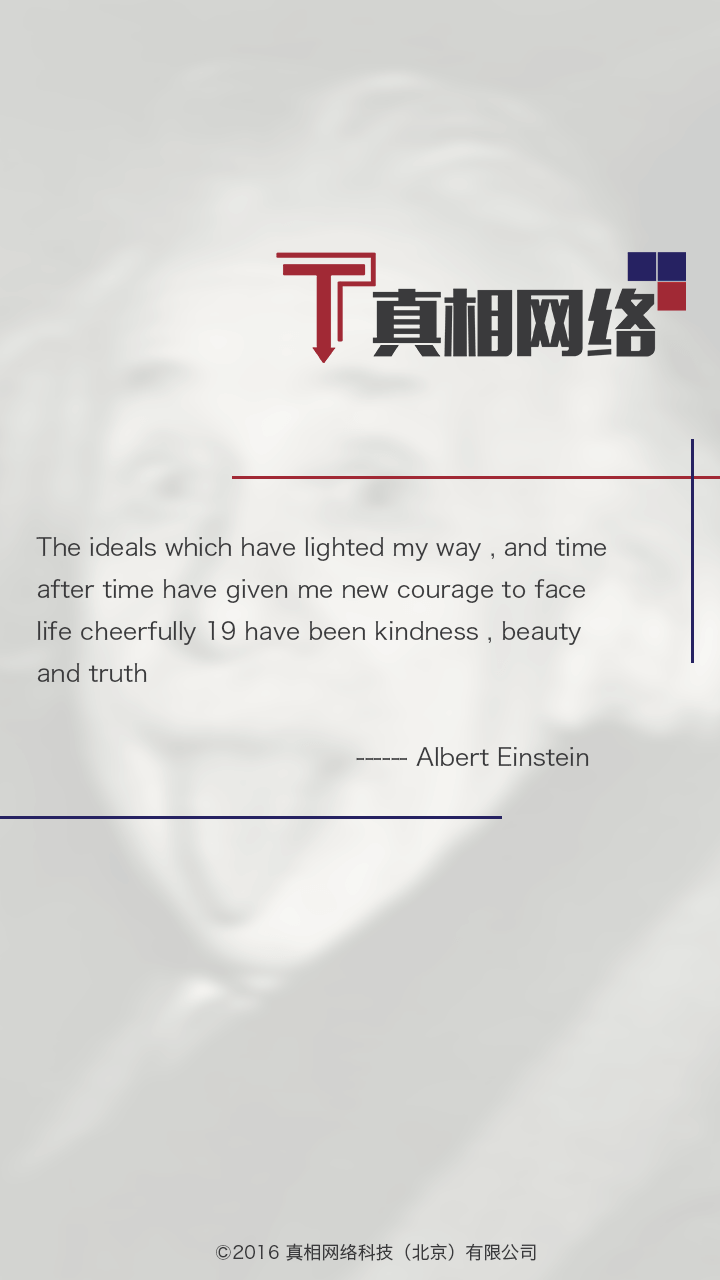 真相网络
The ideals which have lighted my way , and time
after time have given me new courage to face
life cheerfully 19 have been kindness , beauty
and truth
------ Albert Einstein
©2016 真相网络科技（北京）有限公司